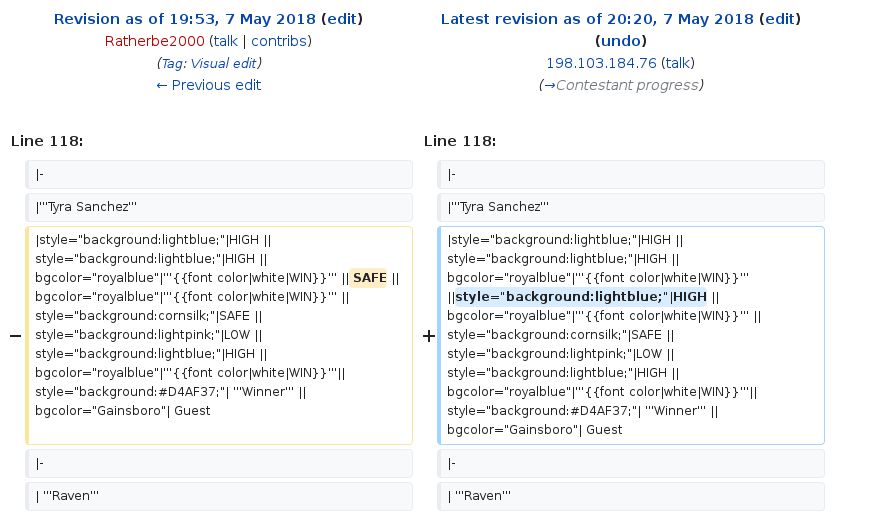 Revision as of 19:53, 7 May 2018 (edit)
Ratherbe2000 (talk | contribs)
(Tag: Visual edit)
← Previous edit
Latest revision as of 20:20, 7 May 2018 (edit)
(undo)
198.103.184.76 (talk)
(→Contestant progress)
Line 118:
Line 118:
|-
|-
|'''Tyra Sanchez'''
|'''Tyra Sanchez'''
−
|style="background:lightblue;"|HIGH ||
style="background:lightblue;"|HIGH ||
bgcolor="royalblue"|'''{{font color|white|WIN}}''' || SAFE ||
bgcolor="royalblue"|'''{{font color|white|WIN}}''' ||
style="background:cornsilk;"|SAFE ||
style="background:lightpink;"|LOW ||
style="background:lightblue;"|HIGH ||
bgcolor="royalblue"|'''{{font color|white|WIN}}'''||
style="background:#D4AF37;"| '''Winner''' ||
bgcolor="Gainsboro"| Guest
+
|style="background:lightblue;"|HIGH ||
style="background:lightblue;"|HIGH ||
bgcolor="royalblue"|'''{{font color|white|WIN}}'''
||style="background:lightblue;"|HIGH ||
bgcolor="royalblue"|'''{{font color|white|WIN}}''' ||
style="background:cornsilk;"|SAFE ||
style="background:lightpink;"|LOW ||
style="background:lightblue;"|HIGH ||
bgcolor="royalblue"|'''{{font color|white|WIN}}'''||
style="background:#D4AF37;"| '''Winner''' ||
bgcolor="Gainsboro"| Guest
|-
|-
| '''Raven'''
| '''Raven'''